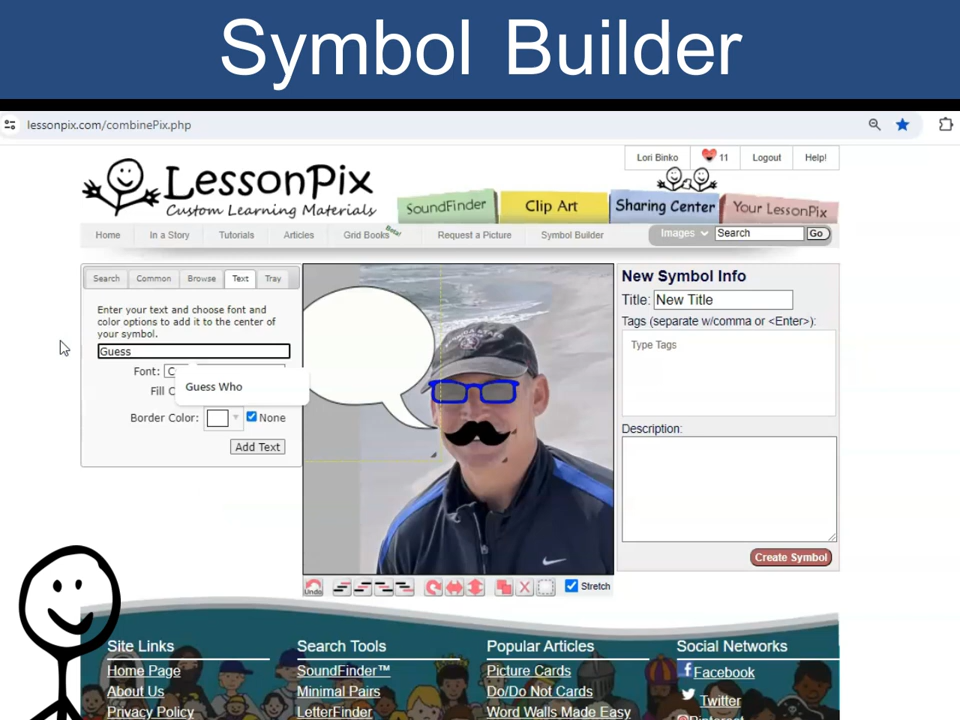 Symbol Builder
lessonpix.com/combinePix.php
Lori Binko 11 Logout Help!
LessonPix
Custom Learning Materials
SoundFinder Clip Art Sharing Center Your LessonPix
Home In a Story Tutorials Articles Grid Books Beta! Request a Picture Symbol Builder Images Search Go
Search Common Browse Text Tray
Enter your text and choose font and
color options to add it to the center of
your symbol.
Guess
Font: C
Guess Who
Fill C
Border Color: None
Add Text
New Symbol Info
Title: New Title
Tags (separate w/comma or <Enter>):
Type Tags
Description:
Create Symbol
Undo Stretch
Site Links Search Tools Popular Articles Social Networks
Home Page SoundFinder™ Picture Cards Facebook
About Us Minimal Pairs Do/Do Not Cards Twitter
Privacy Policy LetterFinder Word Walls Made Easy Pinterest